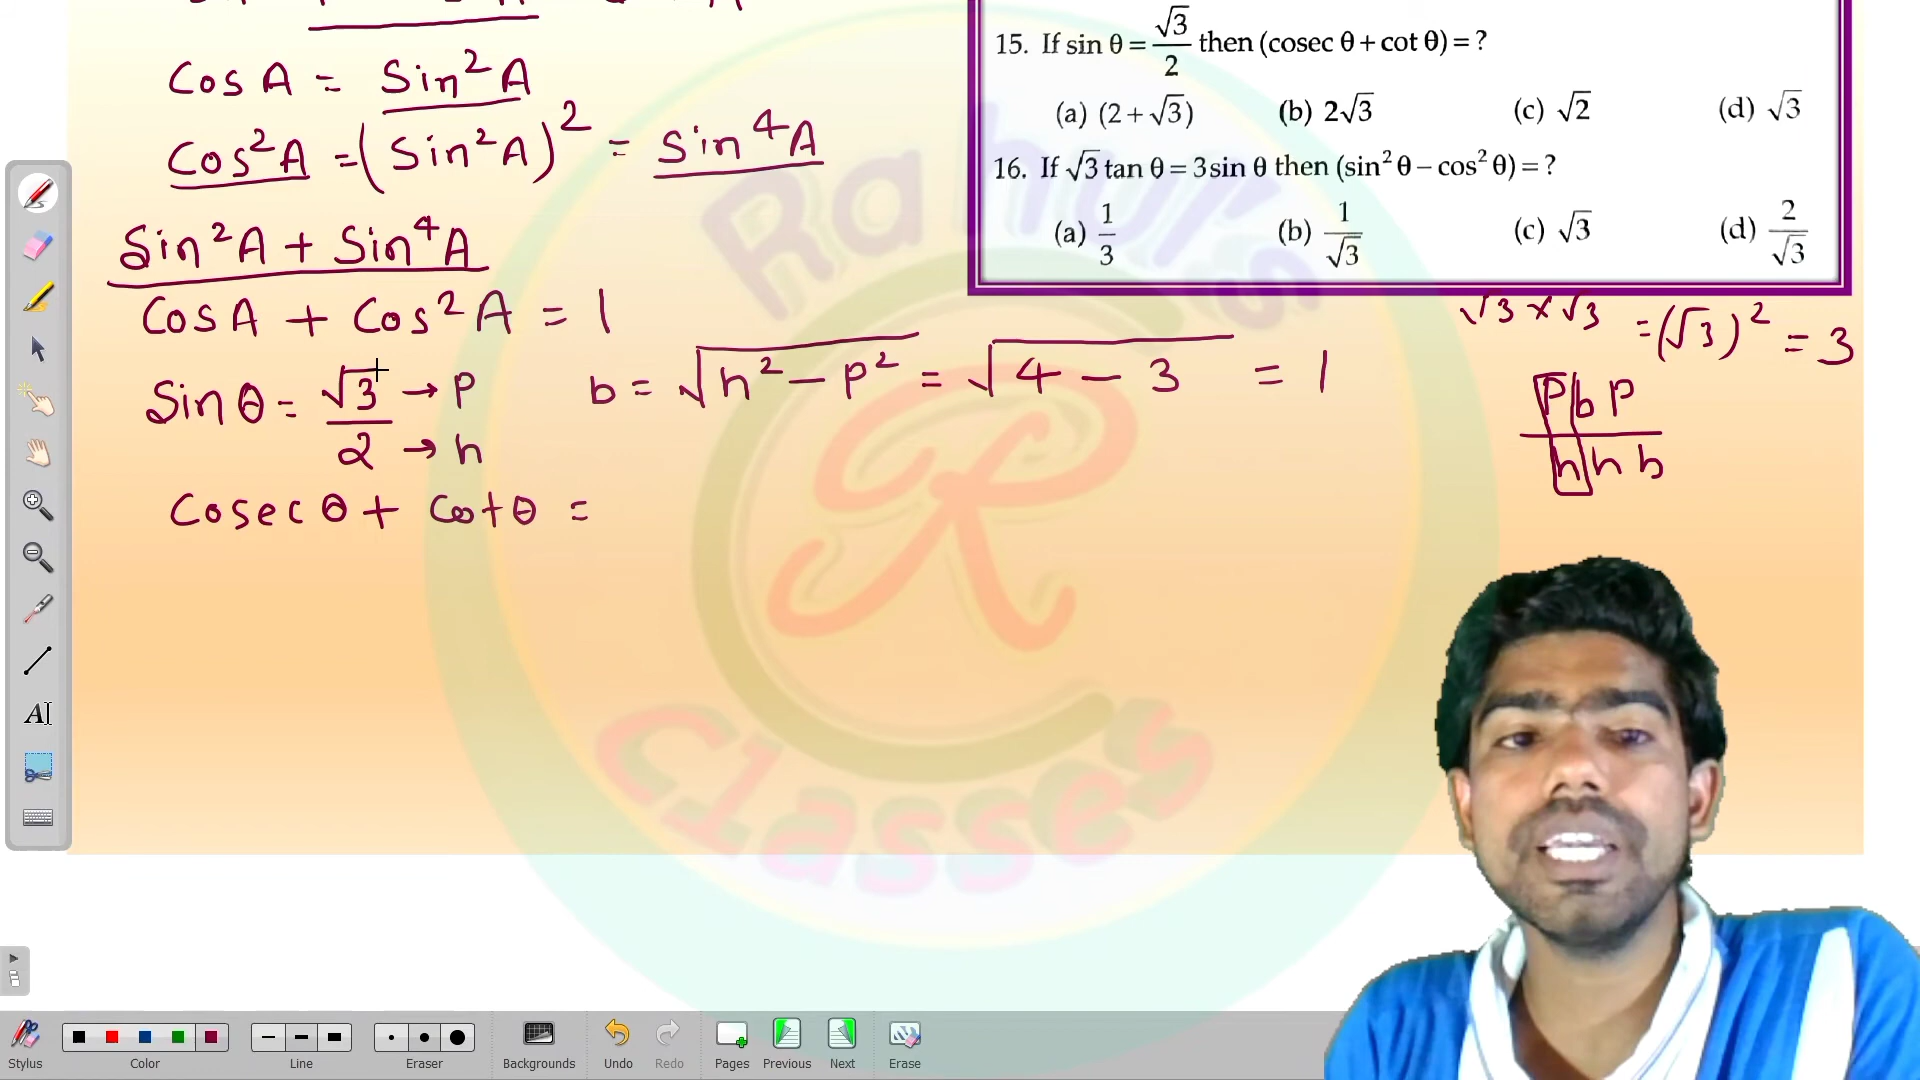 Cos A = Sin²A
Cos²A = (Sin²A)² = Sin⁴A
Sin²A + Sin⁴A
Cos A + Cos²A = 1
Sin θ = √3/2 → p → h
b = √h² – p² = √4 – 3 = 1
Cosec θ + Cot θ =
15. If sin θ = √3/2 then (cosec θ + cot θ) = ?
(a) (2 + √3) (b) 2√3 (c) √2 (d) √3
16. If √3 tan θ = 3 sin θ then (sin² θ – cos² θ) = ?
(a) 1/3 (b) 1/√3 (c) √3 (d) 2/√3
√3 × √3 = (√3)² = 3
P b P
h h b
Rahul's
R
Classes
AI
Stylus Color Line Eraser Backgrounds Undo Redo Pages Previous Next Erase